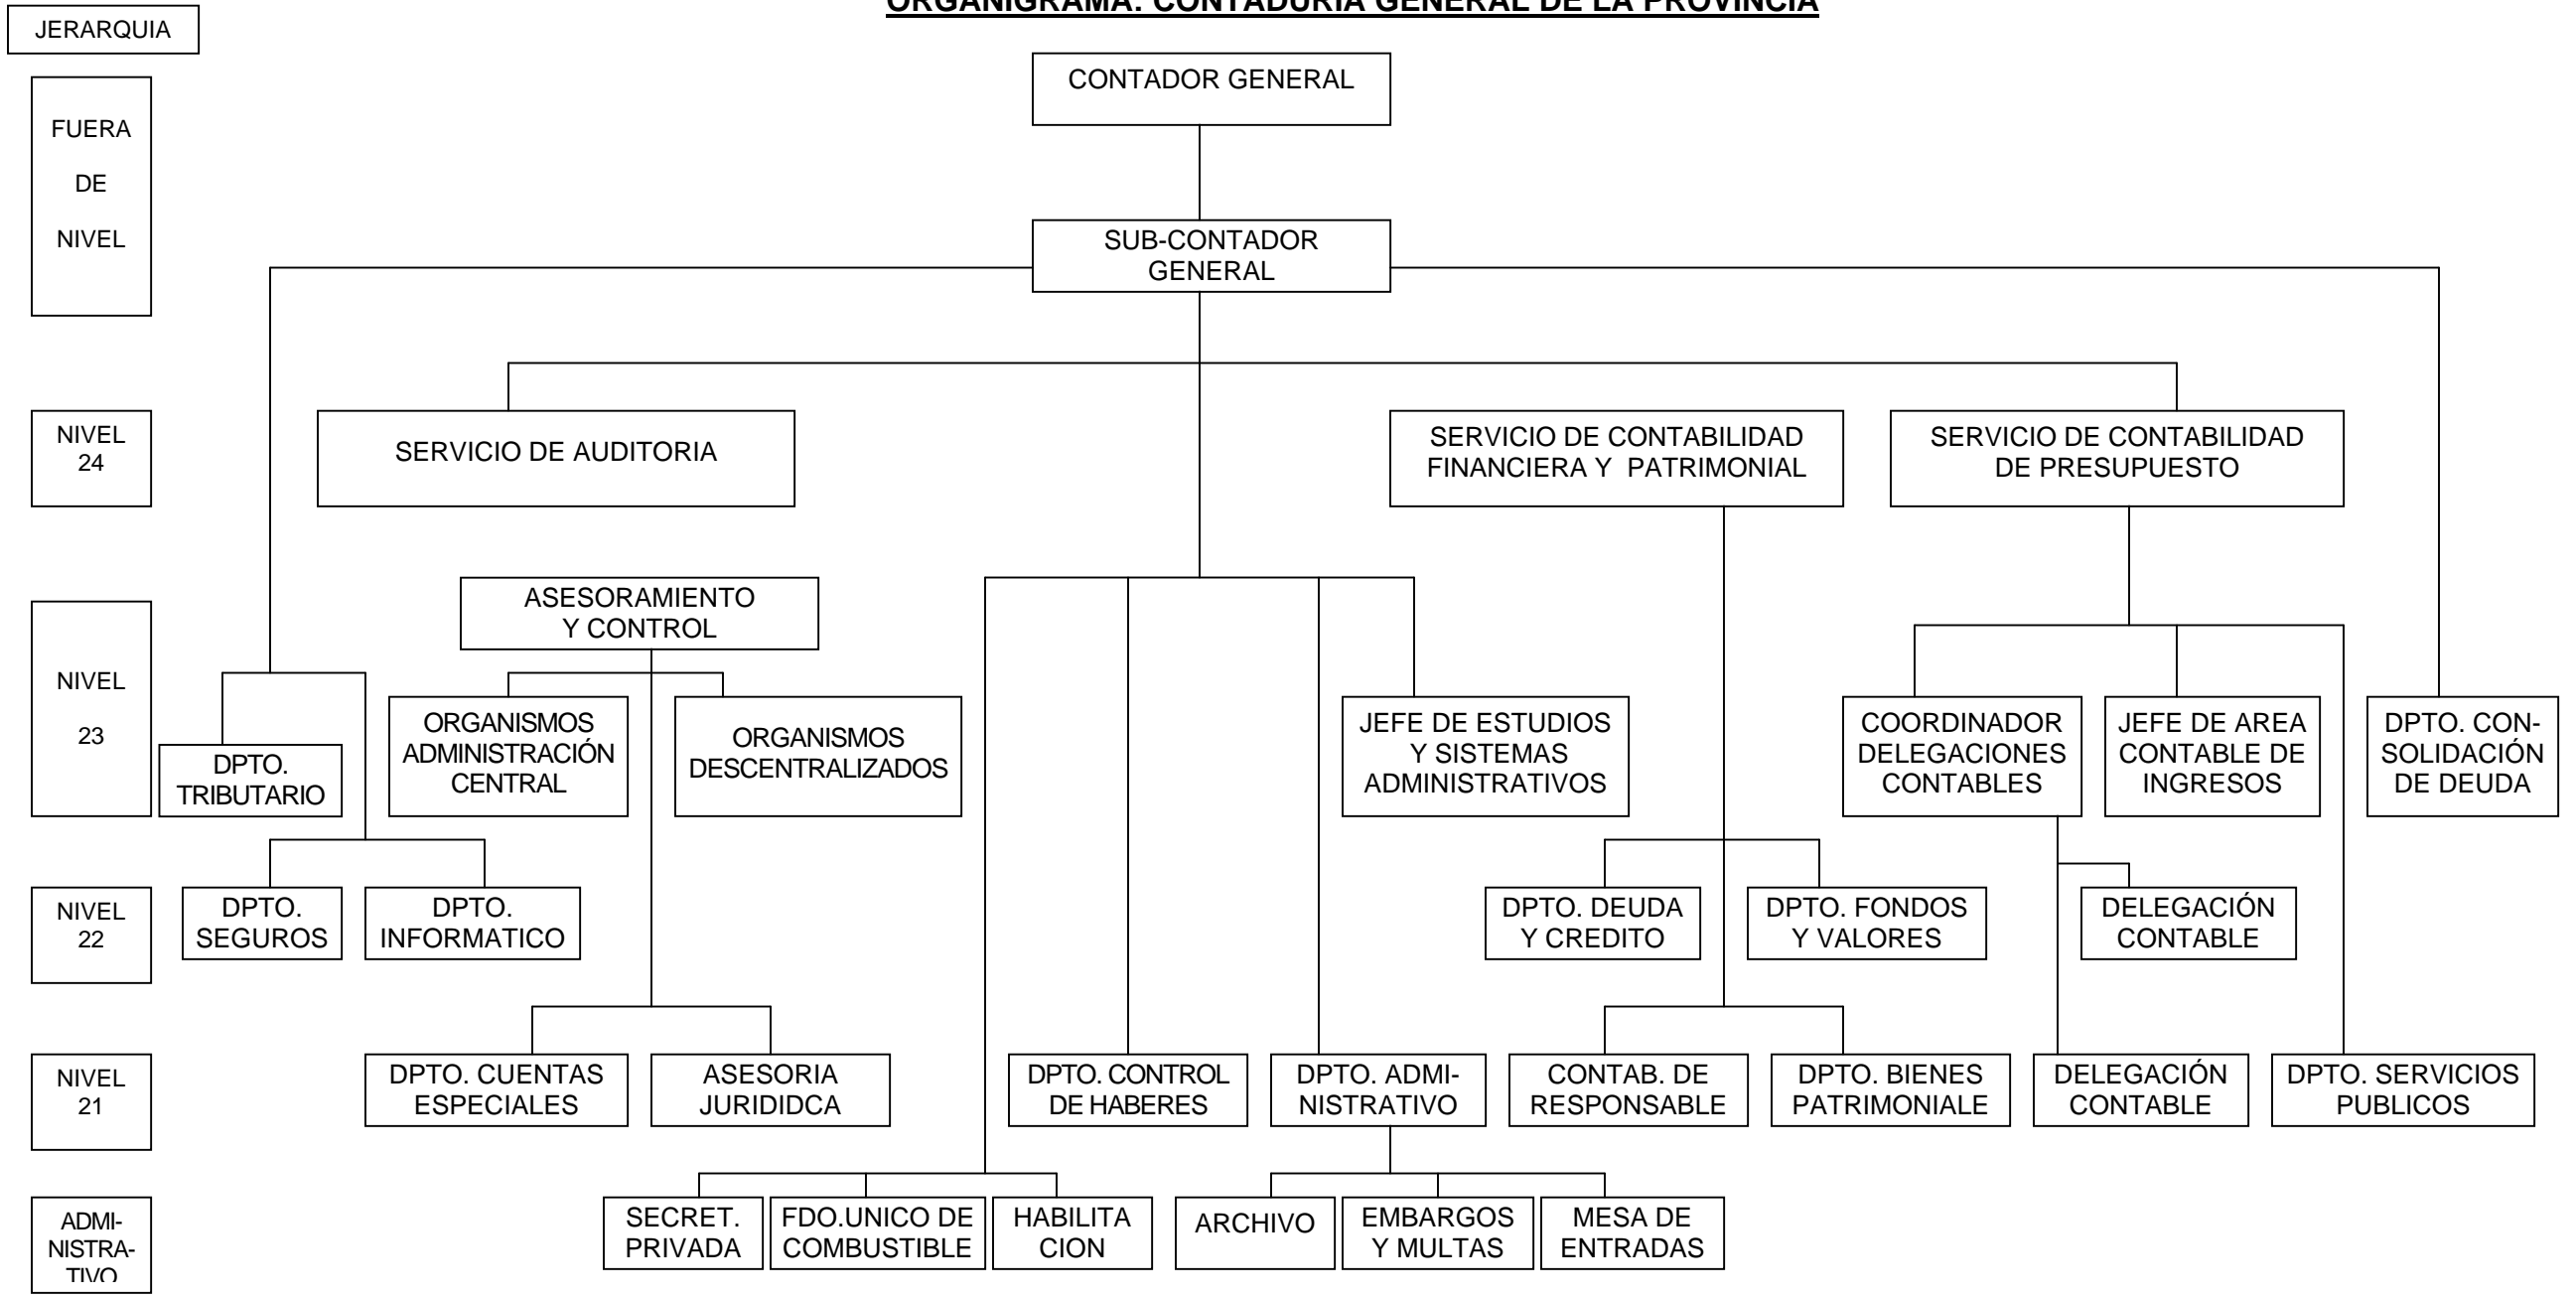 ORGANIGRAMA: CONTADURIA GENERAL DE LA PROVINCIA
JERARQUIA
CONTADOR GENERAL
FUERA
DE
NIVEL
SUB-CONTADOR
GENERAL
NIVEL
24
SERVICIO DE AUDITORIA
SERVICIO DE CONTABILIDAD
FINANCIERA Y PATRIMONIAL
SERVICIO DE CONTABILIDAD
DE PRESUPUESTO
ASESORAMIENTO
Y CONTROL
NIVEL
23
DPTO.
TRIBUTARIO
ORGANISMOS
ADMINISTRACIÓN
CENTRAL
ORGANISMOS
DESCENTRALIZADOS
JEFE DE ESTUDIOS
Y SISTEMAS
ADMINISTRATIVOS
COORDINADOR
DELEGACIONES
CONTABLES
JEFE DE AREA
CONTABLE DE
INGRESOS
DPTO. CON-
SOLIDACIÓN
DE DEUDA
NIVEL
22
DPTO.
SEGUROS
DPTO.
INFORMATICO
DPTO. DEUDA
Y CREDITO
DPTO. FONDOS
Y VALORES
DELEGACIÓN
CONTABLE
NIVEL
21
DPTO. CUENTAS
ESPECIALES
ASESORIA
JURIDIDCA
DPTO. CONTROL
DE HABERES
DPTO. ADMI-
NISTRATIVO
CONTAB. DE
RESPONSABLE
DPTO. BIENES
PATRIMONIALE
DELEGACIÓN
CONTABLE
DPTO. SERVICIOS
PUBLICOS
ADMI-
NISTRA-
TIVO
SECRET.
PRIVADA
FDO.UNICO DE
COMBUSTIBLE
HABILITA
CION
ARCHIVO
EMBARGOS
Y MULTAS
MESA DE
ENTRADAS